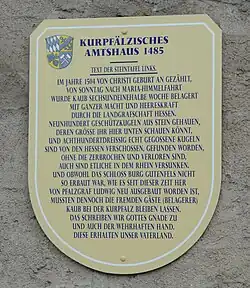 KURPFÄLZISCHES
AMTSHAUS 1485
TEXT DER STEINTAFEL LINKS.
IM JAHRE 1504 VON CHRISTI GEBURT AN GEZÄHLT,
VON SONNTAG NACH MARIA-HIMMELFAHRT
WURDE KAUB SECHSUNDEINEHALBE WOCHE BELAGERT
MIT GANZER MACHT UND HEERESKRAFT
DURCH DIE LANDGRAFSCHAFT HESSEN.
NEUNHUNDERT GESCHÜTZKUGELN AUS STEIN GEHAUEN,
DEREN GRÖSSE IHR HIER UNTEN SCHAUEN KÖNNT,
UND ACHTHUNDERTDREISSIG ECHT GEGOSSENE KUGELN
SIND VON DEN HESSEN VERSCHOSSEN, GEFUNDEN WORDEN,
OHNE DIE ZERBROCHEN UND VERLOREN SIND.
AUCH SIND ETLICHE IN DEM RHEIN VERSUNKEN.
UND OBWOHL DAS SCHLOSS BURG GUTENFELS NICHT
SO ERBAUT WAR, WIE ES SEIT DIESER ZEIT HER
VON PFALZGRAF LUDWIG NEU AUSGEBAUT WORDEN IST,
MUSSTEN DENNOCH DIE FREMDEN GÄSTE (BELAGERER)
KAUB BEI DER KURPFALZ BLEIBEN LASSEN.
DAS SCHREIBEN WIR GOTTES GNADE ZU
UND AUCH DER WEHRHAFTEN HAND.
DIESE ERHALTEN UNSER VATERLAND.